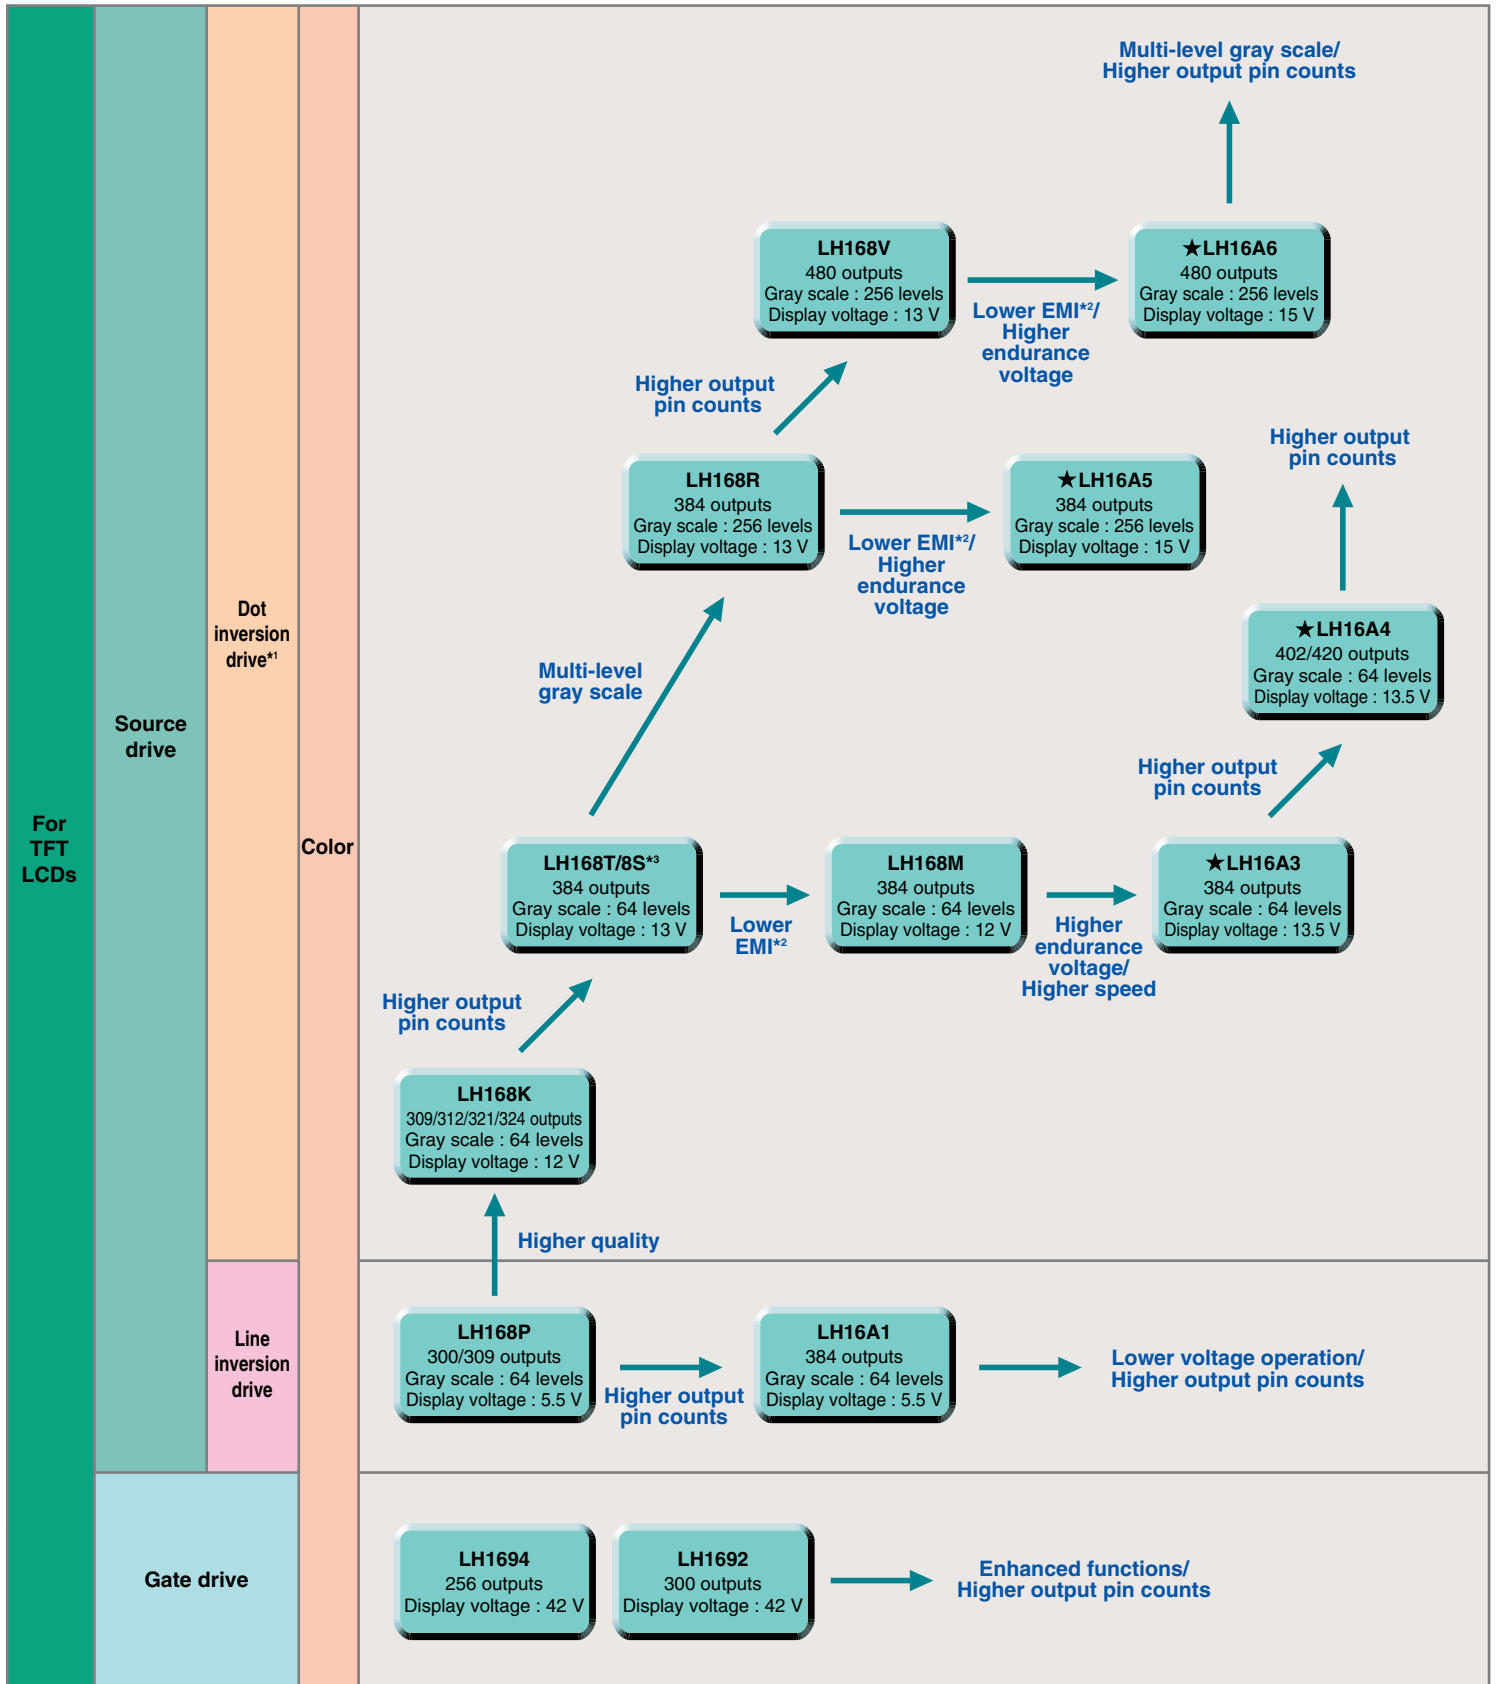 For
TFT
LCDs
Source
drive
Dot
inversion
drive*1
Color
Multi-level gray scale/
Higher output pin counts
LH168V
480 outputs
Gray scale : 256 levels
Display voltage : 13 V
Lower EMI*2/
Higher
endurance
voltage
★LH16A6
480 outputs
Gray scale : 256 levels
Display voltage : 15 V
Higher output
pin counts
LH168R
384 outputs
Gray scale : 256 levels
Display voltage : 13 V
Lower EMI*2/
Higher
endurance
voltage
★LH16A5
384 outputs
Gray scale : 256 levels
Display voltage : 15 V
Higher output
pin counts
★LH16A4
402/420 outputs
Gray scale : 64 levels
Display voltage : 13.5 V
Multi-level
gray scale
Higher output
pin counts
LH168T/8S*3
384 outputs
Gray scale : 64 levels
Display voltage : 13 V
Lower
EMI*2
LH168M
384 outputs
Gray scale : 64 levels
Display voltage : 12 V
Higher
endurance
voltage/
Higher speed
★LH16A3
384 outputs
Gray scale : 64 levels
Display voltage : 13.5 V
Higher output
pin counts
LH168K
309/312/321/324 outputs
Gray scale : 64 levels
Display voltage : 12 V
Higher quality
Line
inversion
drive
LH168P
300/309 outputs
Gray scale : 64 levels
Display voltage : 5.5 V
Higher output
pin counts
LH16A1
384 outputs
Gray scale : 64 levels
Display voltage : 5.5 V
Lower voltage operation/
Higher output pin counts
Gate drive
LH1694
256 outputs
Display voltage : 42 V
LH1692
300 outputs
Display voltage : 42 V
Enhanced functions/
Higher output pin counts